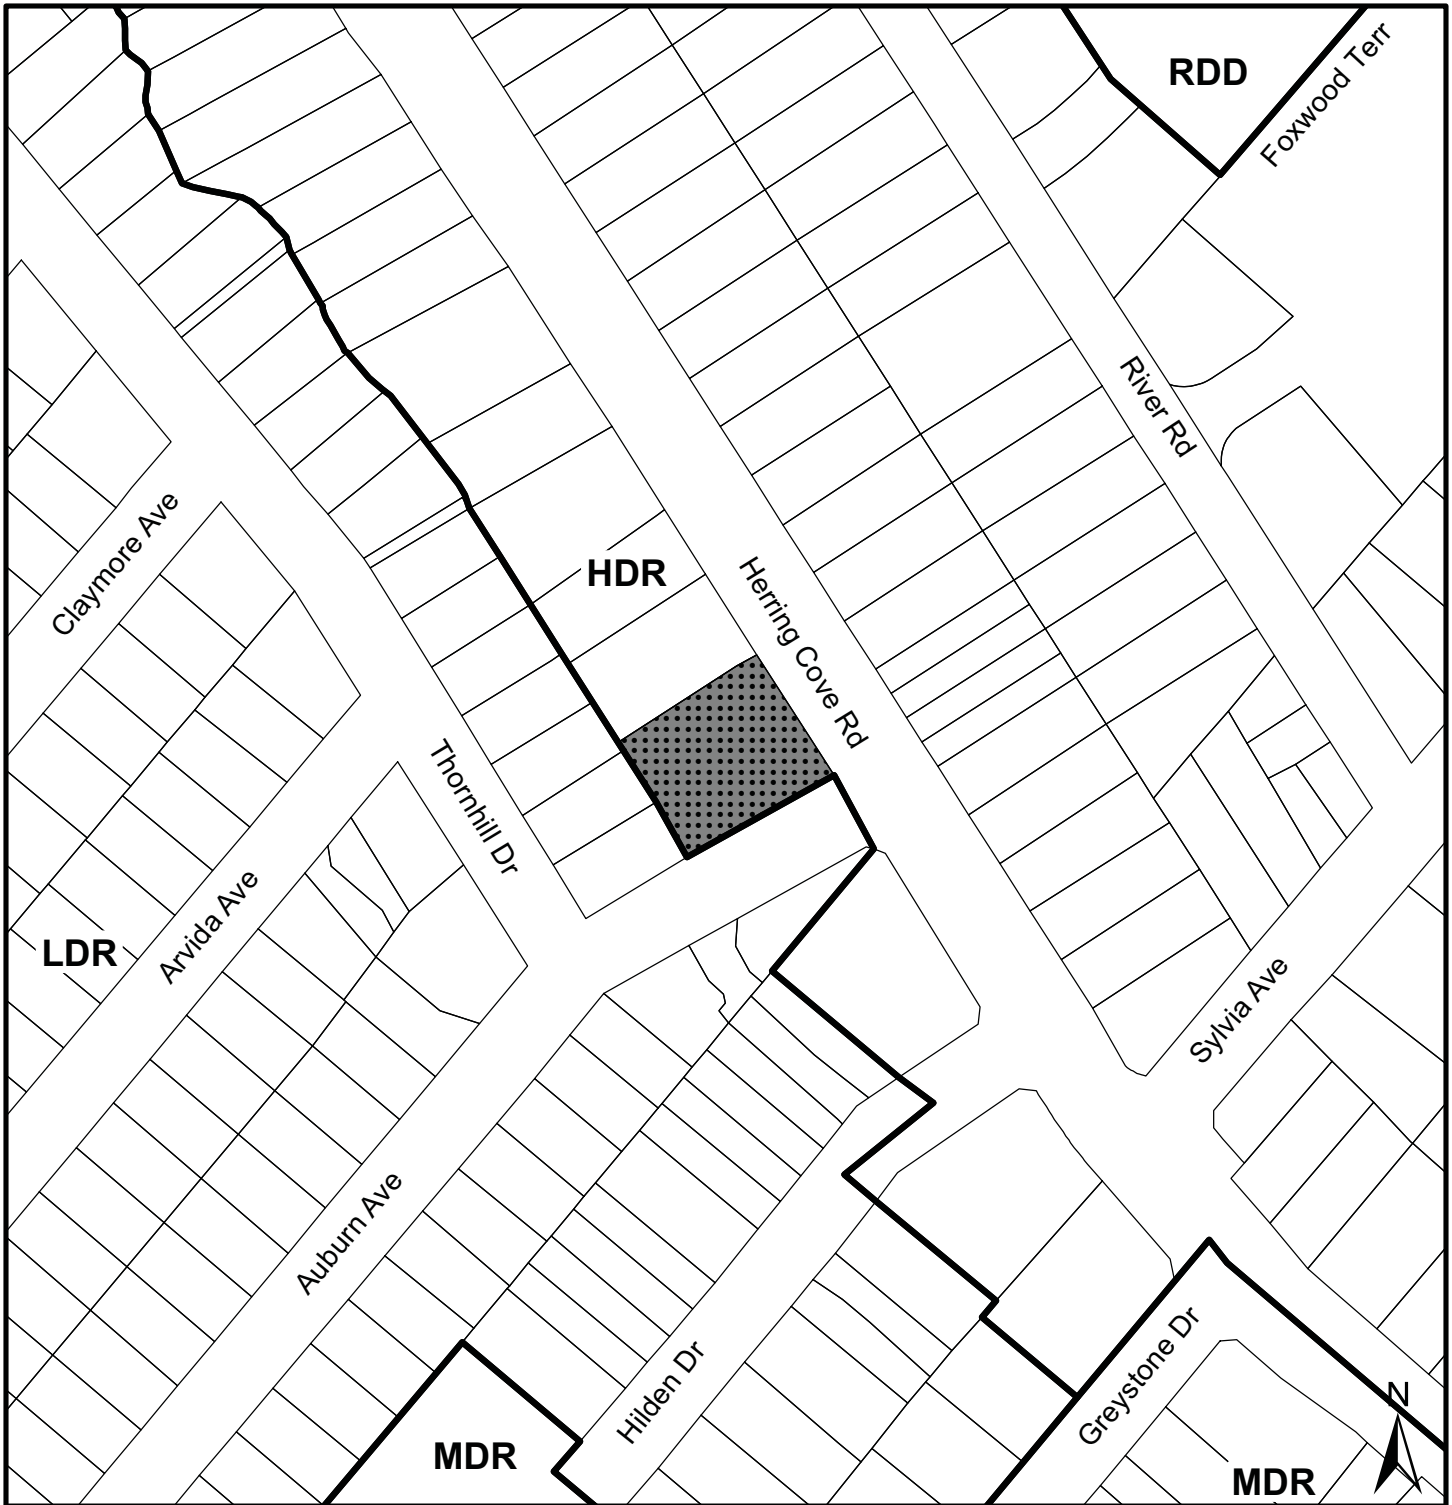 RDD
Foxwood Terr
River Rd
Claymore Ave
HDR
Herring Cove Rd
Thornhill Dr
LDR
Arvida Ave
Sylvia Ave
Auburn Ave
Hilden Dr
Greystone Dr
N
MDR
MDR